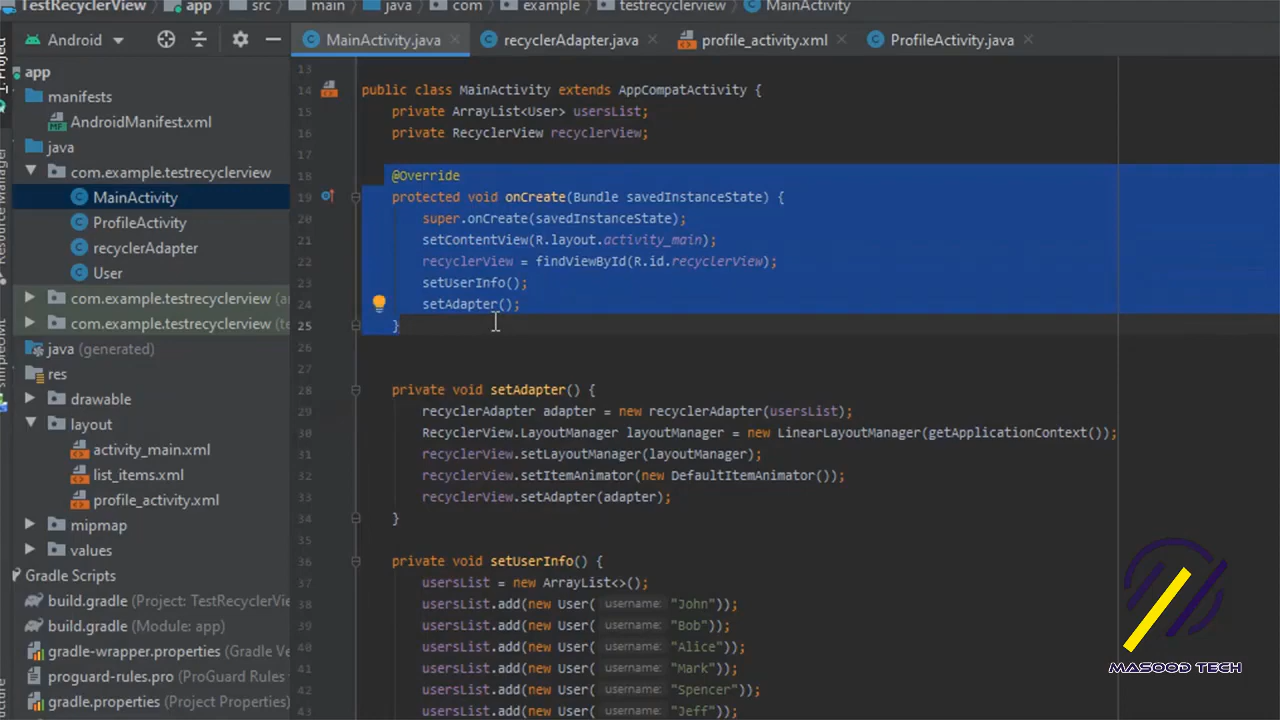 TestRecyclerView app src main java com example testrecyclerview MainActivity
Android MainActivity.java recyclerAdapter.java profile_activity.xml ProfileActivity.java
1: Project
Resource Manager
app
manifests
AndroidManifest.xml
java
com.example.testrecyclerview
MainActivity
ProfileActivity
recyclerAdapter
User
com.example.testrecyclerview (
com.example.testrecyclerview (
java (generated)
res
drawable
layout
activity_main.xml
list_items.xml
profile_activity.xml
mipmap
values
Gradle Scripts
build.gradle (Project: TestRecyclerVie
build.gradle (Module: app)
gradle-wrapper.properties (Gradle Ve
proguard-rules.pro (ProGuard Rules
gradle.properties (Project Properties)
13
14 public class MainActivity extends AppCompatActivity {
15 private ArrayList<User> usersList;
16 private RecyclerView recyclerView;
17
18 @Override
19 protected void onCreate(Bundle savedInstanceState) {
20 super.onCreate(savedInstanceState);
21 setContentView(R.layout.activity_main);
22 recyclerView = findViewById(R.id.recyclerView);
23 setUserInfo();
24 setAdapter();
25 }
26
27
28 private void setAdapter() {
29 recyclerAdapter adapter = new recyclerAdapter(usersList);
30 RecyclerView.LayoutManager layoutManager = new LinearLayoutManager(getApplicationContext());
31 recyclerView.setLayoutManager(layoutManager);
32 recyclerView.setItemAnimator(new DefaultItemAnimator());
33 recyclerView.setAdapter(adapter);
34 }
35
36 private void setUserInfo() {
37 usersList = new ArrayList<>();
38 usersList.add(new User( username: "John"));
39 usersList.add(new User( username: "Bob"));
40 usersList.add(new User( username: "Alice"));
41 usersList.add(new User( username: "Mark"));
42 usersList.add(new User( username: "Spencer"));
43 usersList.add(new User( username: "Jeff"));
MASOOD TECH